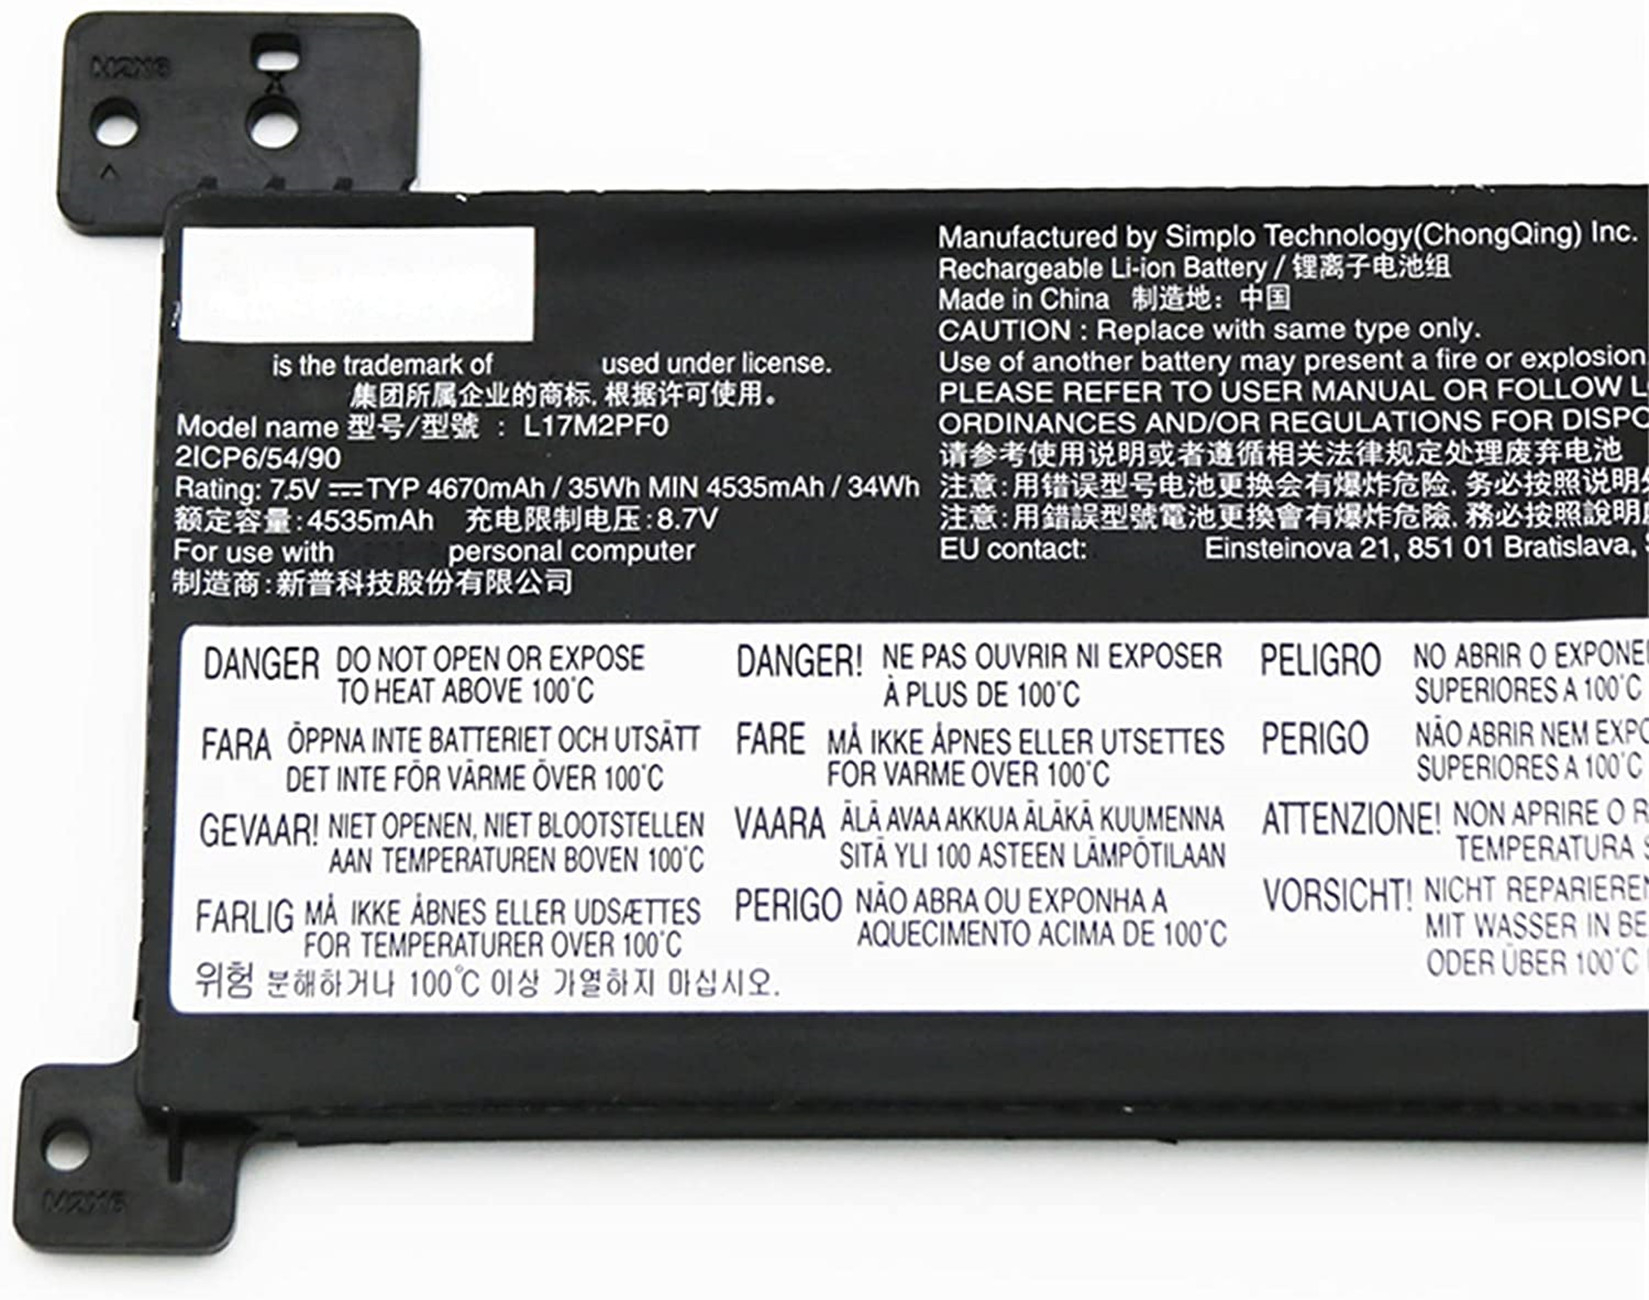 M2X6
is the trademark of used under license.
集团所属企业的商标, 根据许可使用。
Model name 型号/型號 : L17M2PF0
2ICP6/54/90
Rating: 7.5V ⎓TYP 4670mAh / 35Wh MIN 4535mAh / 34Wh
额定容量:4535mAh 充电限制电压:8.7V
For use with personal computer
制造商:新普科技股份有限公司
Manufactured by Simplo Technology(ChongQing) Inc.
Rechargeable Li-ion Battery / 锂离子电池组
Made in China 制造地: 中国
CAUTION : Replace with same type only.
Use of another battery may present a fire or explosion
PLEASE REFER TO USER MANUAL OR FOLLOW L
ORDINANCES AND/OR REGULATIONS FOR DISPO
请参考使用说明或者遵循相关法律规定处理废弃电池
注意:用错误型号电池更换会有爆炸危险. 务必按照说明
注意:用錯誤型號電池更換會有爆炸危險. 務必按照說明
EU contact: Einsteinova 21, 851 01 Bratislava,
DANGER DO NOT OPEN OR EXPOSE
TO HEAT ABOVE 100°C
FARA ÖPPNA INTE BATTERIET OCH UTSÄTT
DET INTE FÖR VÄRME ÖVER 100°C
GEVAAR! NIET OPENEN, NIET BLOOTSTELLEN
AAN TEMPERATUREN BOVEN 100°C
FARLIG MÅ IKKE ÅBNES ELLER UDSÆTTES
FOR TEMPERATURER OVER 100°C
위험 분해하거나 100°C 이상 가열하지 마십시오.
DANGER! NE PAS OUVRIR NI EXPOSER
À PLUS DE 100°C
FARE MÅ IKKE ÅPNES ELLER UTSETTES
FOR VARME OVER 100°C
VAARA ÄLÄ AVAA AKKUA ÄLÄKÄ KUUMENNA
SITÄ YLI 100 ASTEEN LÄMPÖTILAAN
PERIGO NÃO ABRA OU EXPONHA A
AQUECIMENTO ACIMA DE 100°C
PELIGRO NO ABRIR O EXPONE
SUPERIORES A 100°C
PERIGO NÃO ABRIR NEM EXPO
SUPERIORES A 100°C
ATTENZIONE! NON APRIRE O R
TEMPERATURA S
VORSICHT! NICHT REPARIEREN
MIT WASSER IN BE
ODER ÜBER 100°C
M2X6